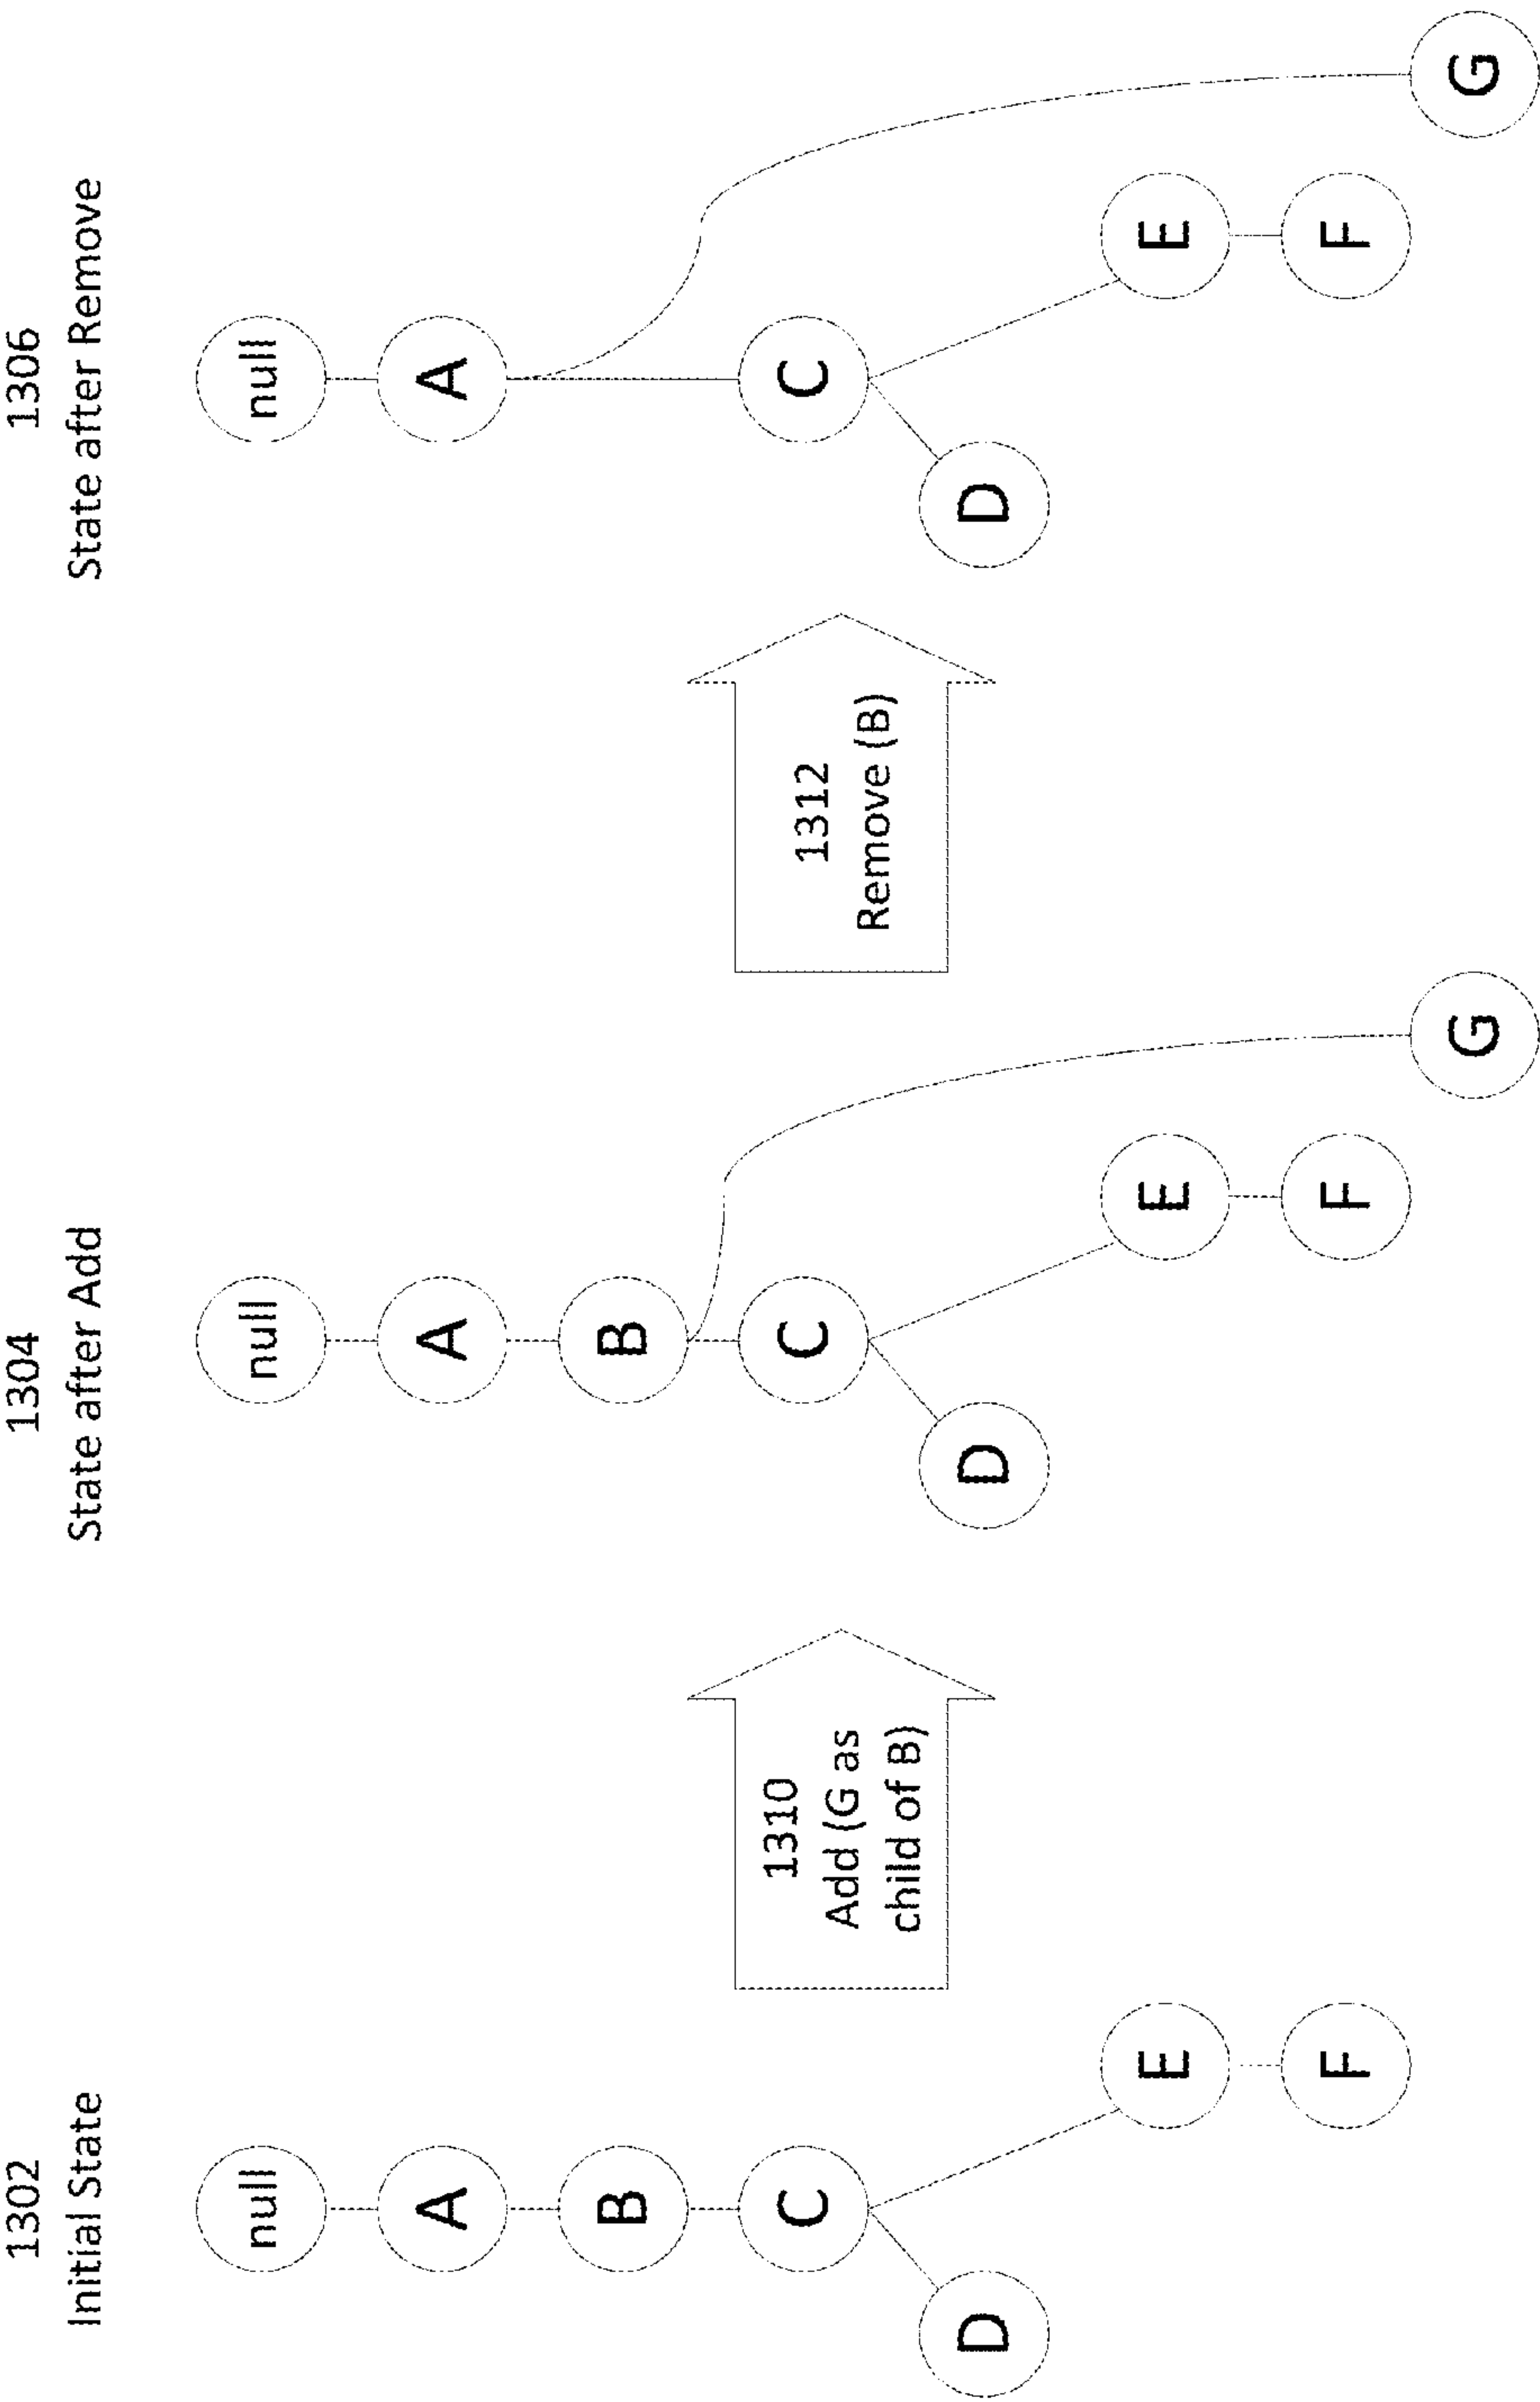 1302
Initial State
null
A
B
C
D
E
F
1310
Add (G as
child of B)
1304
State after Add
null
A
B
C
D
E
F
G
1312
Remove (B)
1306
State after Remove
null
A
C
D
E
F
G